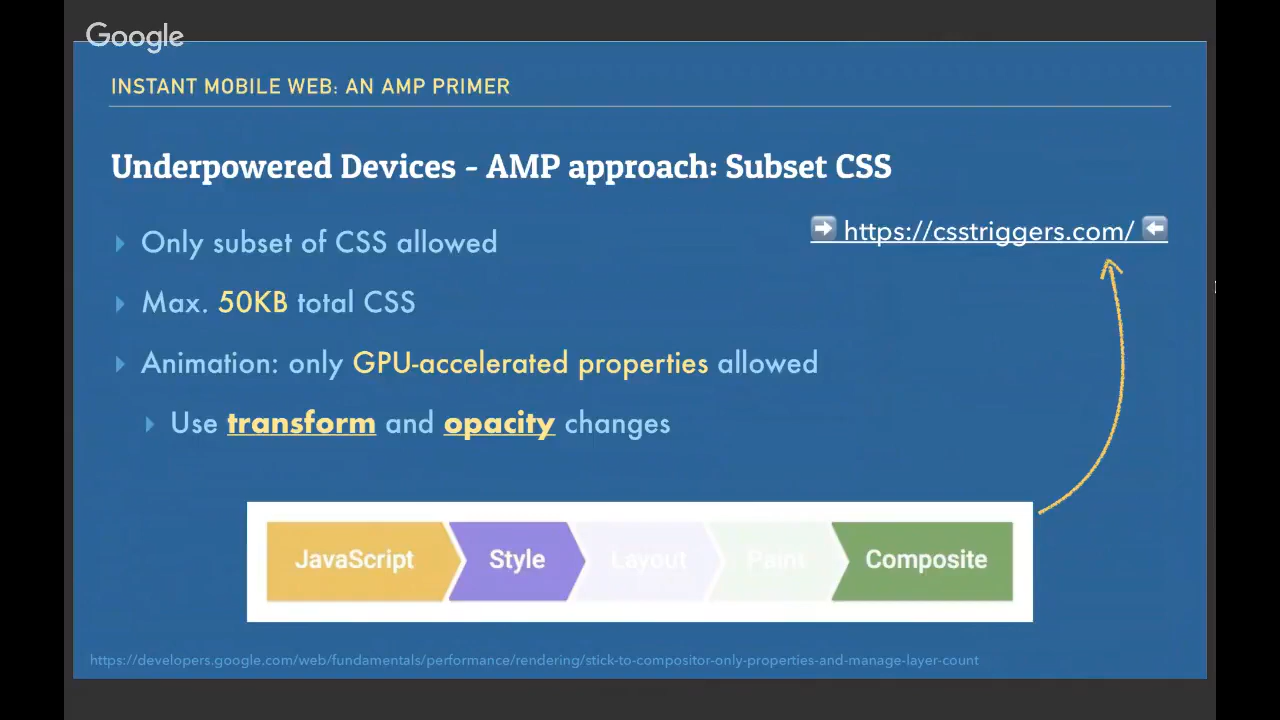 Google
INSTANT MOBILE WEB: AN AMP PRIMER
Underpowered Devices - AMP approach: Subset CSS
➡️ https://csstriggers.com/ ⬅️
Only subset of CSS allowed
Max. 50KB total CSS
Animation: only GPU-accelerated properties allowed
Use transform and opacity changes
JavaScript Style Layout Paint Composite
https://developers.google.com/web/fundamentals/performance/rendering/stick-to-compositor-only-properties-and-manage-layer-count